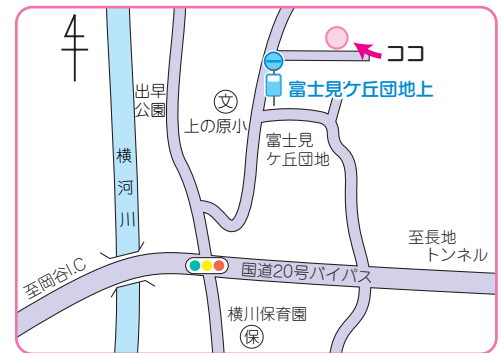 ココ
富士見ケ丘団地上
出早
公園
文
上の原小
富士見
ケ丘団地
横河川
至長地
トンネル
至岡谷I.C
国道20号バイパス
横川保育園
保